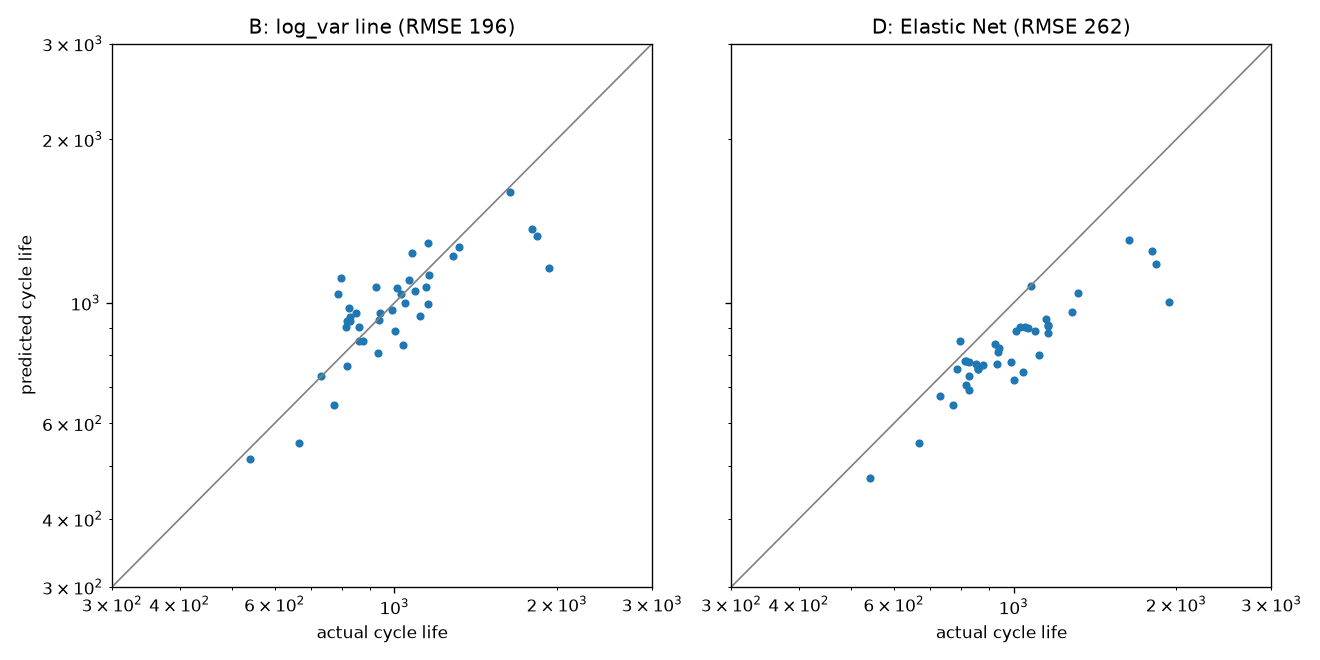 B: log_var line (RMSE 196)
D: Elastic Net (RMSE 262)
predicted cycle life
3 × 10³
2 × 10³
10³
6 × 10²
4 × 10²
3 × 10²
3 × 10² 4 × 10² 6 × 10² 10³ 2 × 10³ 3 × 10³
3 × 10² 4 × 10² 6 × 10² 10³ 2 × 10³ 3 × 10³
actual cycle life
actual cycle life